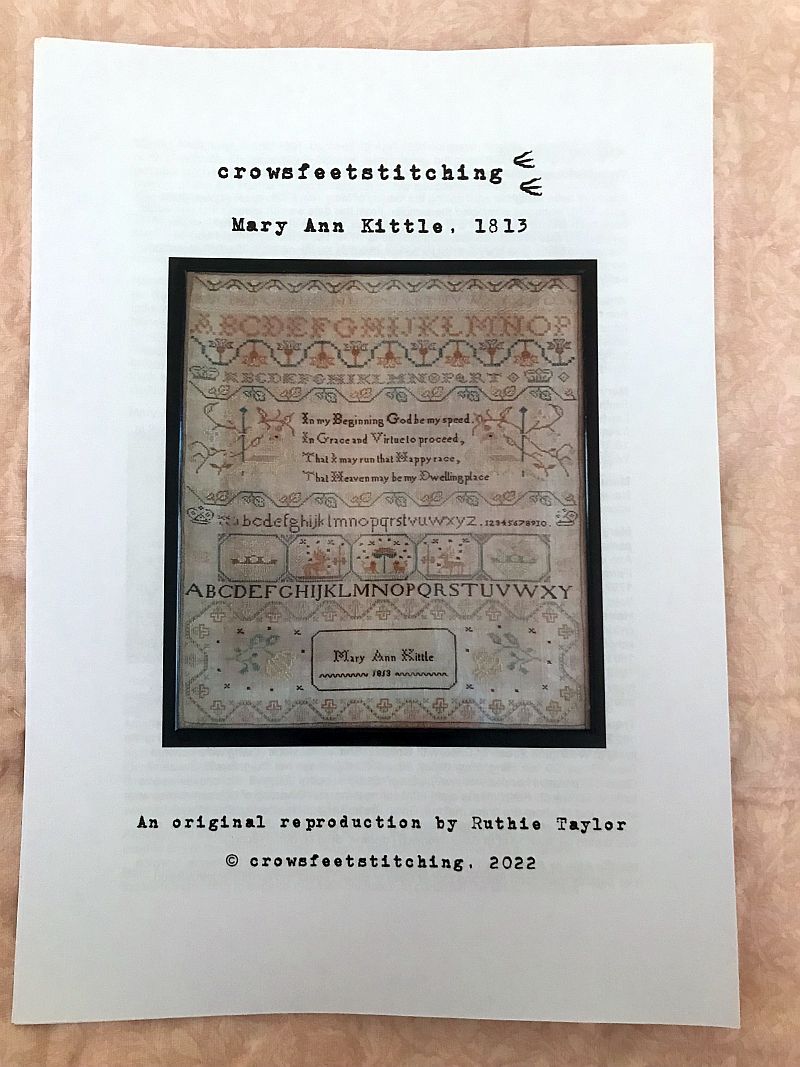 crowsfeetstitching
Mary Ann Kittle, 1813
ABCDEFGHIJKLMNOP
ABCDEFGHIKLMNOPQRT
In my Beginning God be my speed.
In Grace and Virtue to proceed,
That I may run that Happy race,
That Heaven may be my Dwelling place
abcdefghijklmnopqrstvuwxyz.12345678910.
ABCDEFGHIJKLMNOPQRSTUVWXY
Mary Ann Kittle
1813
An original reproduction by Ruthie Taylor
© crowsfeetstitching, 2022